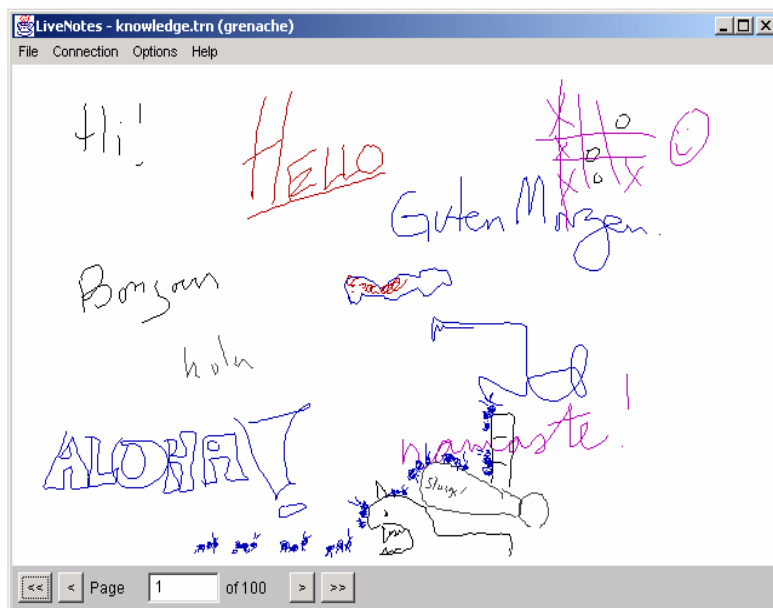 LiveNotes - knowledge.trn (grenache)
File Connection Options Help
Hi!
HELLO
Guten Morgen.
Bonjour
hola
ALOHA!
namaste!
Slurp!
<< < Page 1 of 100 > >>